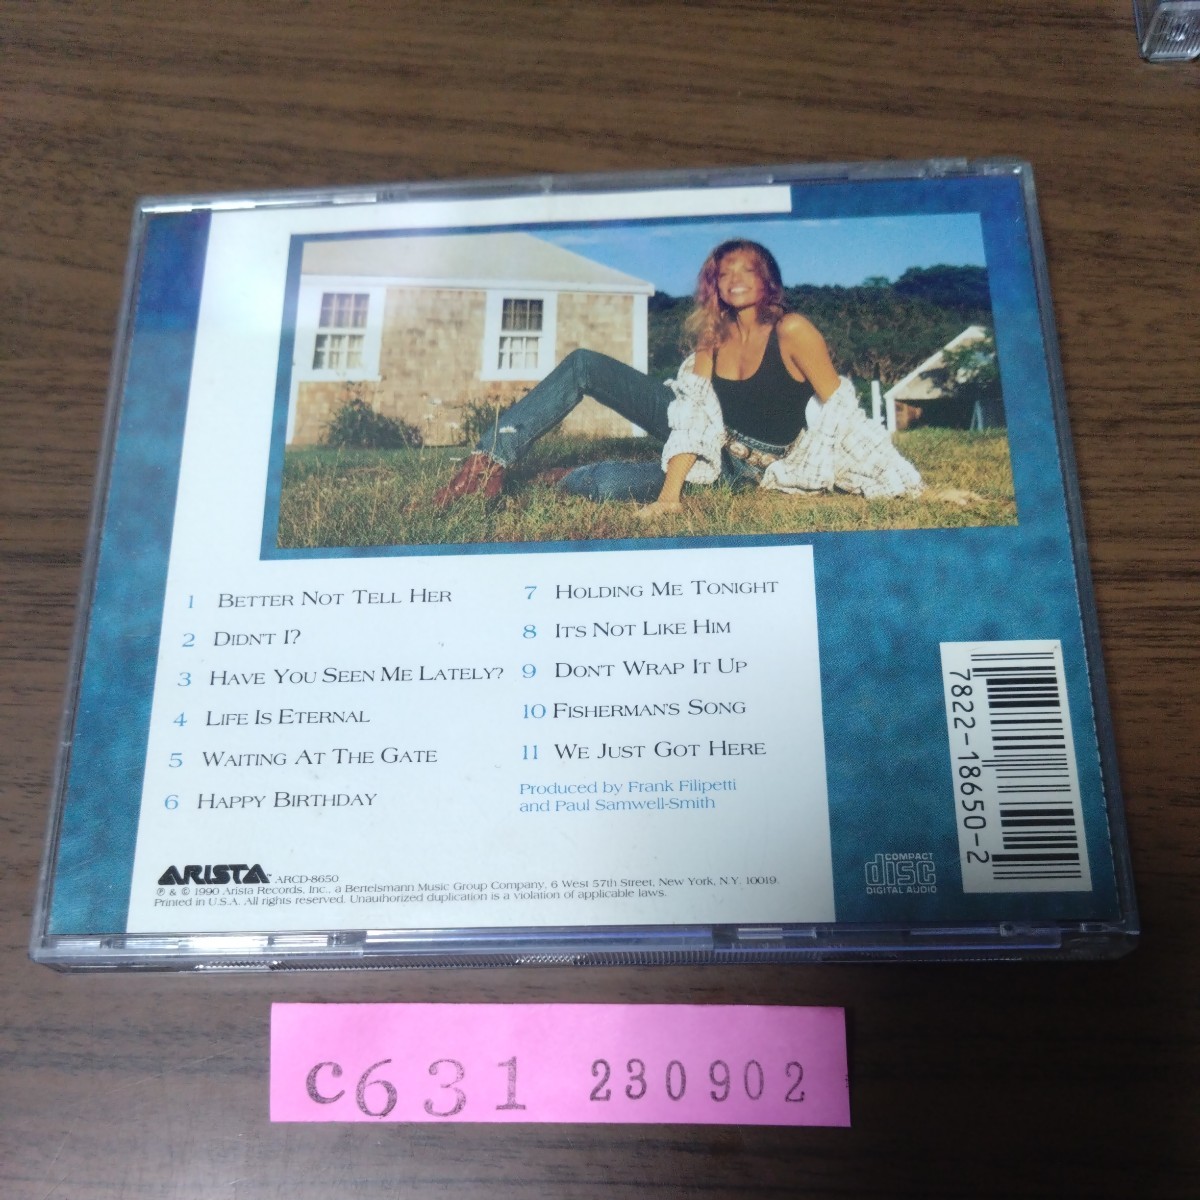 1 BETTER NOT TELL HER
2 DIDN'T I?
3 HAVE YOU SEEN ME LATELY?
4 LIFE IS ETERNAL
5 WAITING AT THE GATE
6 HAPPY BIRTHDAY
7 HOLDING ME TONIGHT
8 IT'S NOT LIKE HIM
9 DON'T WRAP IT UP
10 FISHERMAN'S SONG
11 WE JUST GOT HERE
Produced by Frank Filipetti
and Paul Samwell-Smith
ARISTA™ ARCD-8650
℗ & © 1990 Arista Records, Inc., a Bertelsmann Music Group Company, 6 West 57th Street, New York, N.Y. 10019.
Printed in U.S.A. All rights reserved. Unauthorized duplication is a violation of applicable laws.
COMPACT
disc
DIGITAL AUDIO
7822-18650-2
C631 230902